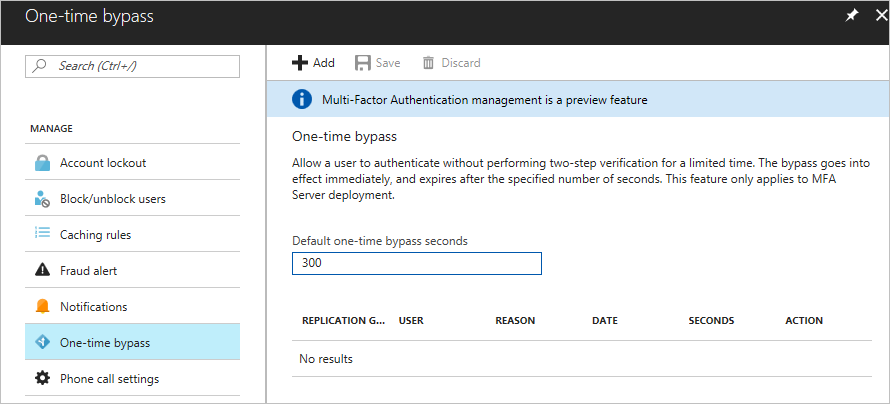 One-time bypass
Search (Ctrl+/)
MANAGE
Account lockout
Block/unblock users
Caching rules
Fraud alert
Notifications
One-time bypass
Phone call settings
Add Save Discard
Multi-Factor Authentication management is a preview feature
One-time bypass
Allow a user to authenticate without performing two-step verification for a limited time. The bypass goes into
effect immediately, and expires after the specified number of seconds. This feature only applies to MFA
Server deployment.
Default one-time bypass seconds
300
REPLICATION G... USER REASON DATE SECONDS ACTION
No results